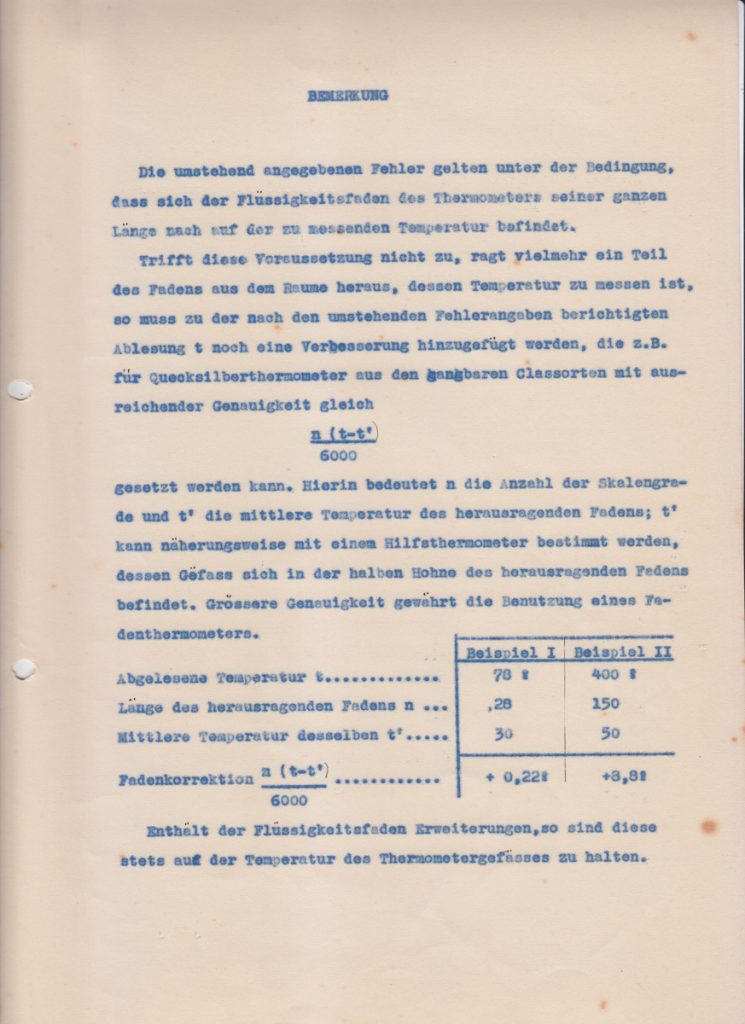 BEMERKUNG
Die umstehend angegebenen Fehler gelten unter der Bedingung,
dass sich der Flüssigkeitsfaden des Thermometers seiner ganzen
Länge nach auf der zu messenden Temperatur befindet.
Trifft diese Voraussetzung nicht zu, ragt vielmehr ein Teil
des Fadens aus dem Raume heraus, dessen Temperatur zu messen ist,
so muss zu der nach den umstehenden Fehlerangaben berichtigten
Ablesung t noch eine Verbesserung hinzugefügt werden, die z.B.
für Quecksilberthermometer aus den gangbaren Classorten mit aus-
reichender Genauigkeit gleich
n (t-t')
6000
gesetzt werden kann. Hierin bedeutet n die Anzahl der Skalengra-
de und t' die mittlere Temperatur des herausragenden Fadens; t'
kann näherungsweise mit einem Hilfsthermometer bestimmt werden,
dessen Gefass sich in der halben Hohne des herausragenden Fadens
befindet. Grössere Genauigkeit gewährt die Benutzung eines Fa-
denthermometers.
Beispiel I Beispiel II
Abgelesene Temperatur t............. 78 400
Länge des herausragenden Fadens n ... ,28 150
Mittlere Temperatur desselben t'..... 30 50
Fadenkorrektion n (t-t') ............ + 0,22 +8,8
6000
Enthält der Flüssigkeitsfaden Erweiterungen,so sind diese
stets auf der Temperatur des Thermometergefässes zu halten.